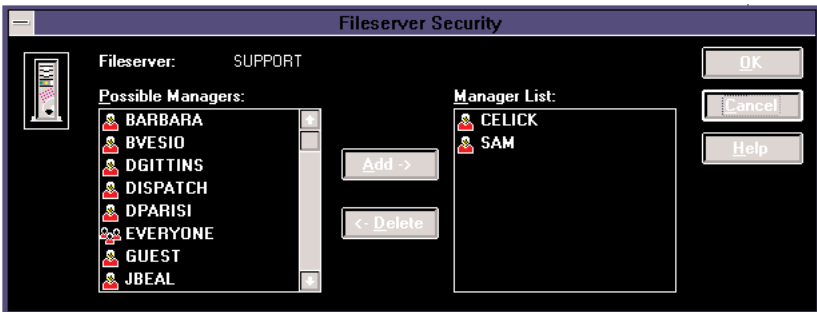 Fileserver Security
Fileserver: SUPPORT
OK
Possible Managers:
Manager List:
Cancel
BARBARA
BVESIO
DGITTINS
DISPATCH
DPARISI
EVERYONE
GUEST
JBEAL
Add ->
<- Delete
CELICK
SAM
Help